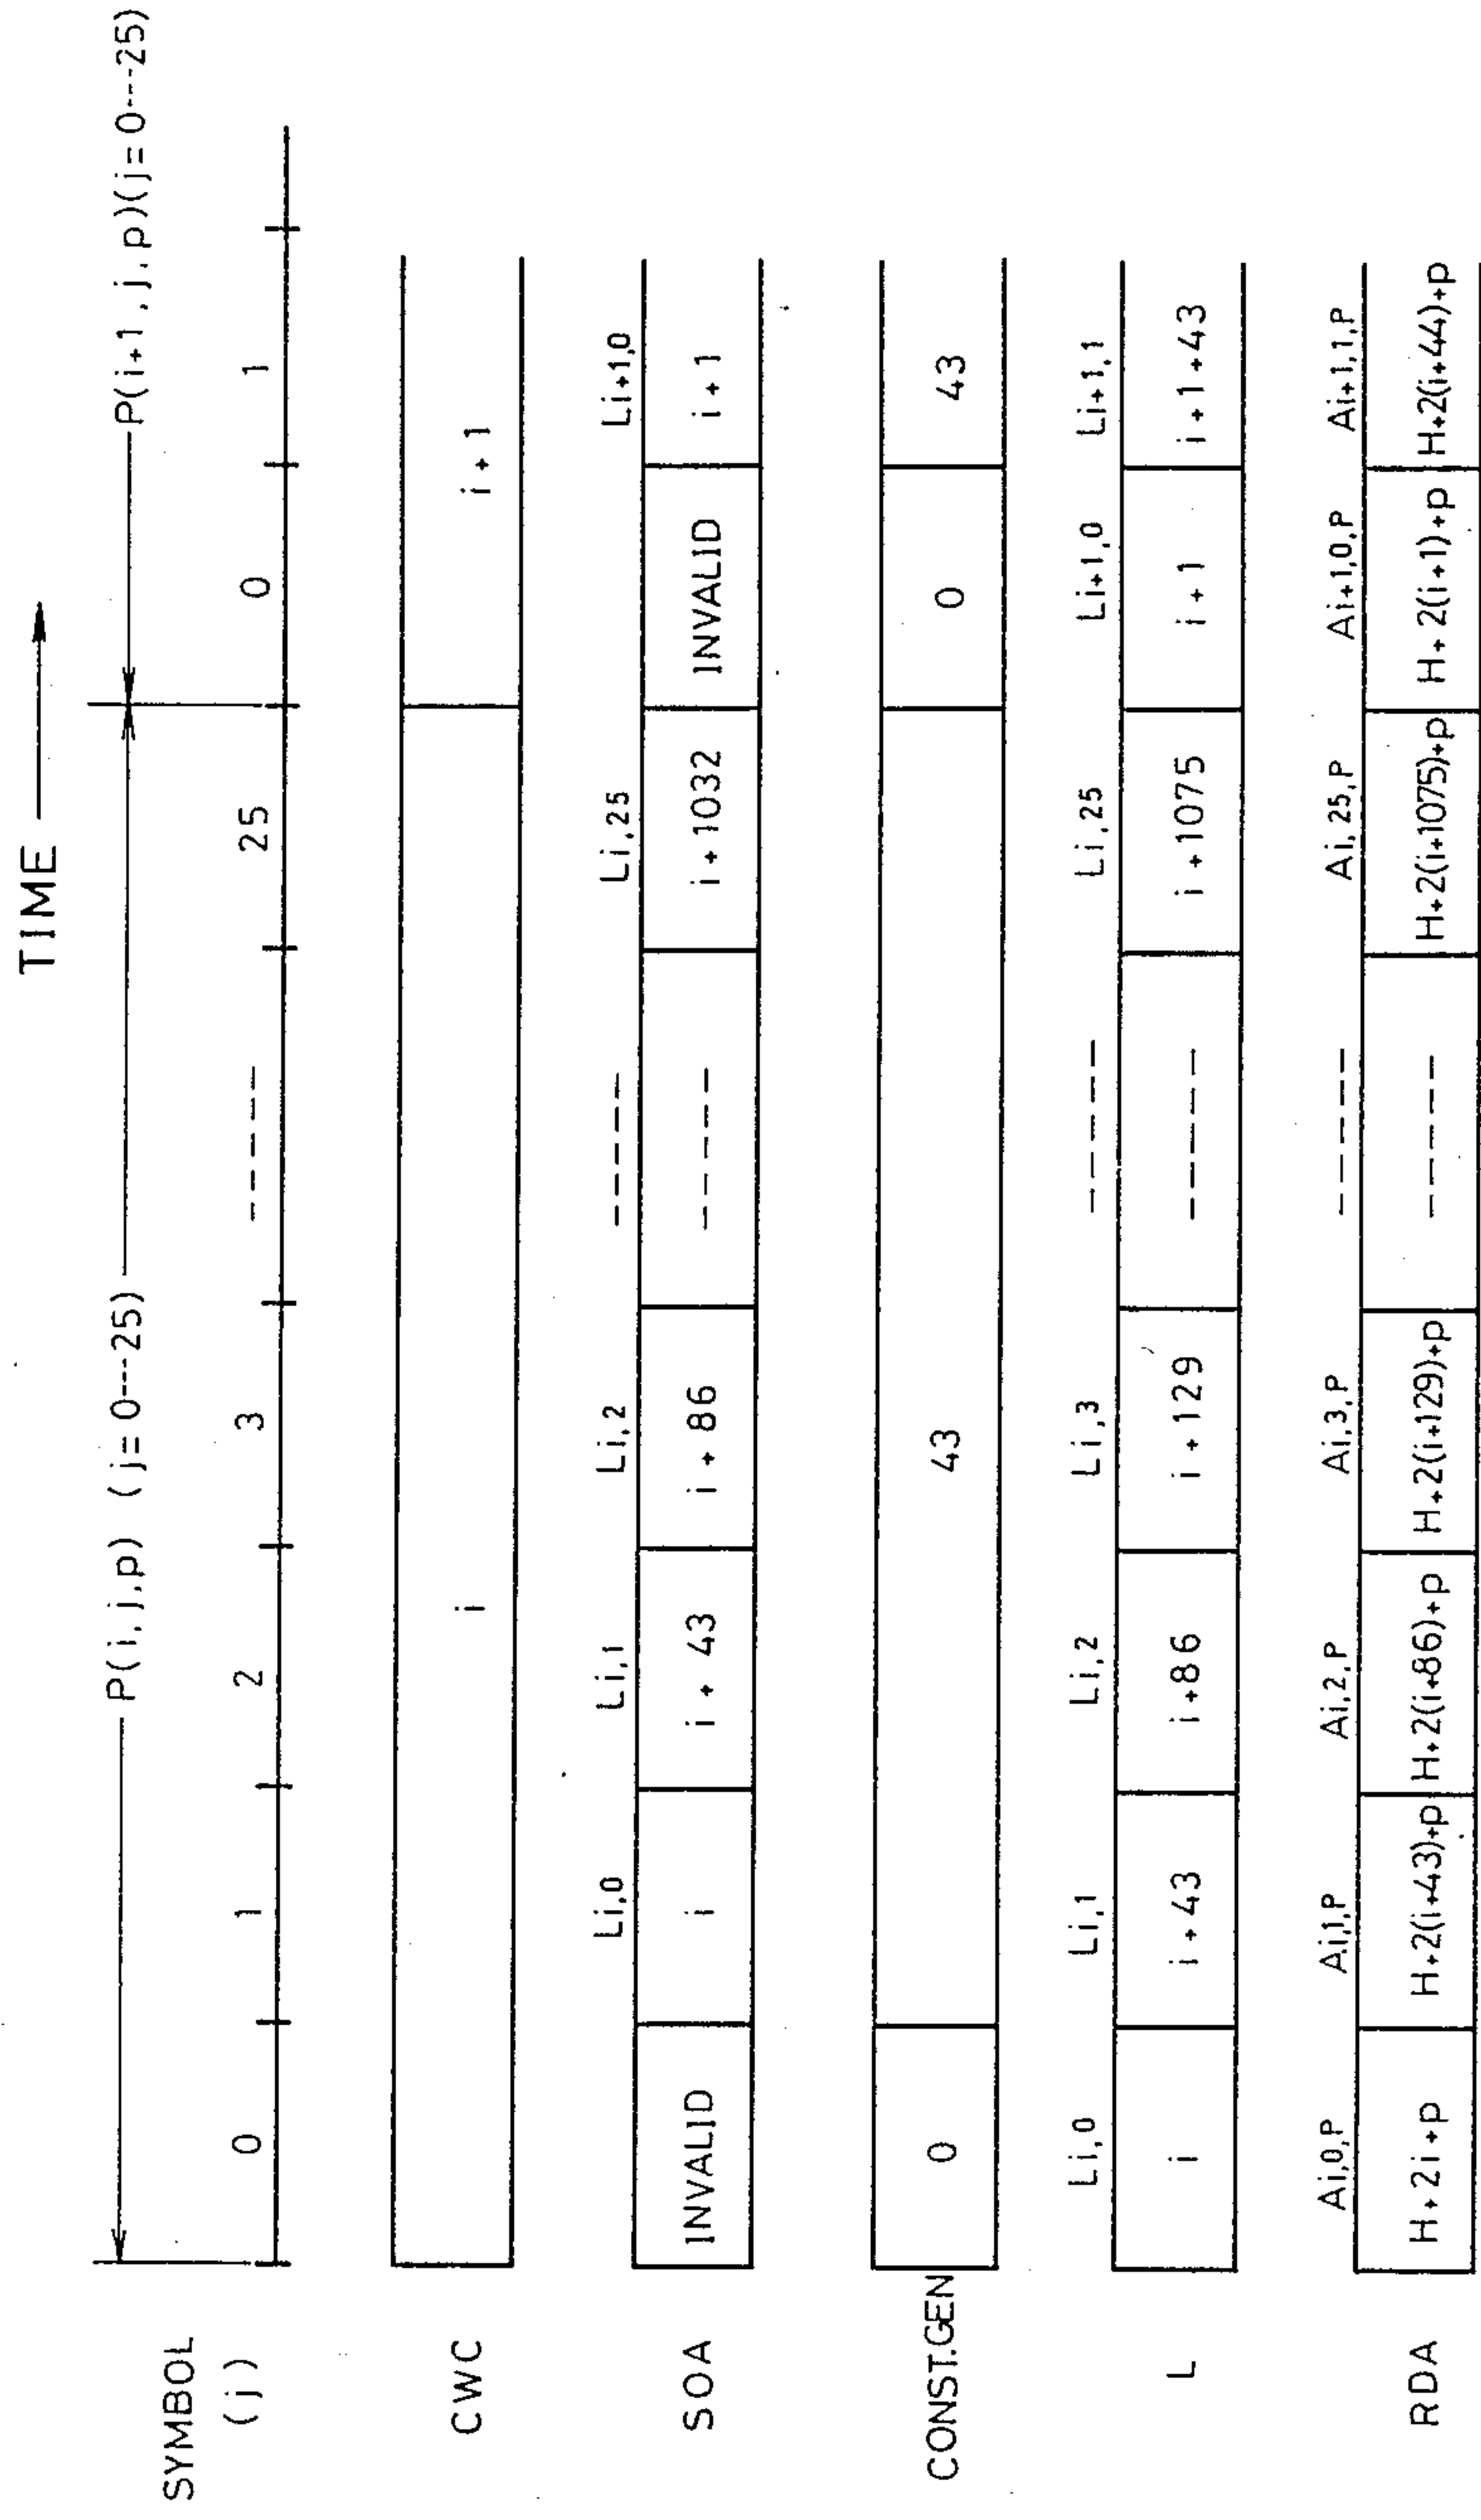 TIME
P(i,j,p) (j=0---25) P(i+1,j,p)(j=0---25)
SYMBOL
(j)
0 1 2 3 ----- 25 0 1
CWC i i+1
Li,0 Li,1 Li,2 ----- Li,25 Li+1,0
SOA INVALID i i+43 i+86 ----- i+1032 INVALID i+1
CONST.GEN 0 43 0 43
Li,0 Li,1 Li,2 Li,3 ------ Li,25 Li+1,0 Li+1,1
L i i+43 i+86 i+129 ------ i+1075 i+1 i+1+43
Ai,0,P Ai,1,P Ai,2,P Ai,3,P ------ Ai,25,P Ai+1,0,P Ai+1,1,P
RDA H+2i+p H+2(i+43)+p H+2(i+86)+p H+2(i+129)+p ------ H+2(i+1075)+p H+2(i+1)+p H+2(i+44)+p